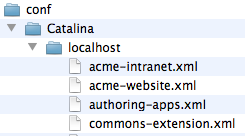 conf
Catalina
localhost
acme-intranet.xml
acme-website.xml
authoring-apps.xml
commons-extension.xml